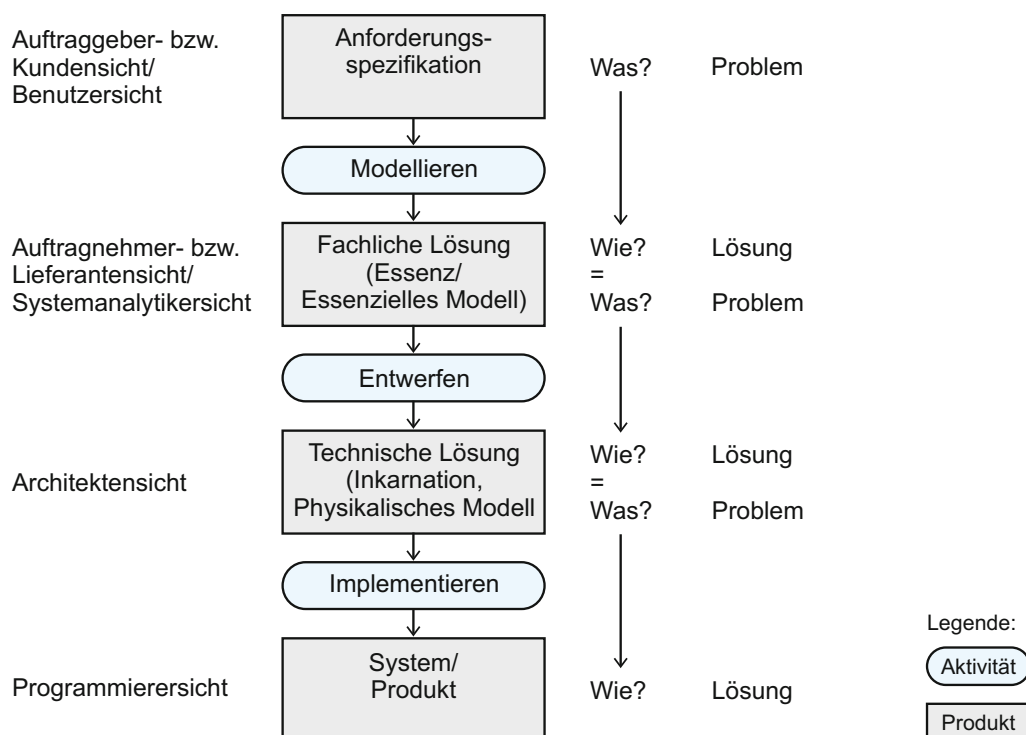 Auftraggeber- bzw.
Kundensicht/
Benutzersicht
Anforderungs-
spezifikation
Was? Problem
Modellieren
Auftragnehmer- bzw.
Lieferantensicht/
Systemanalytikersicht
Fachliche Lösung
(Essenz/
Essenzielles Modell)
Wie? Lösung
=
Was? Problem
Entwerfen
Architektensicht
Technische Lösung
(Inkarnation,
Physikalisches Modell
Wie? Lösung
=
Was? Problem
Implementieren
Programmierersicht
System/
Produkt
Wie? Lösung
Legende:
Aktivität
Produkt